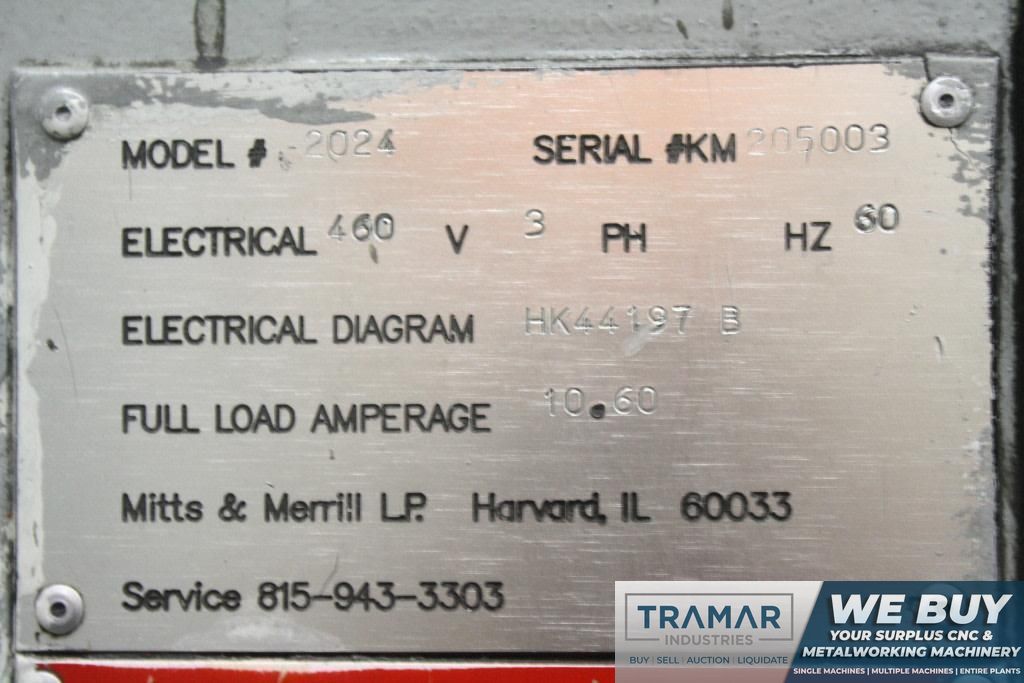 MODEL # 2024 SERIAL #KM 205003
ELECTRICAL 460 V 3 PH HZ 60
ELECTRICAL DIAGRAM HK44197 B
FULL LOAD AMPERAGE 10.60
Mitts & Merrill L.P. Harvard, IL 60033
Service 815-943-3303
TRAMAR
INDUSTRIES
BUY | SELL | AUCTION | LIQUIDATE
WE BUY
YOUR SURPLUS CNC &
METALWORKING MACHINERY
SINGLE MACHINES | MULTIPLE MACHINES | ENTIRE PLANTS